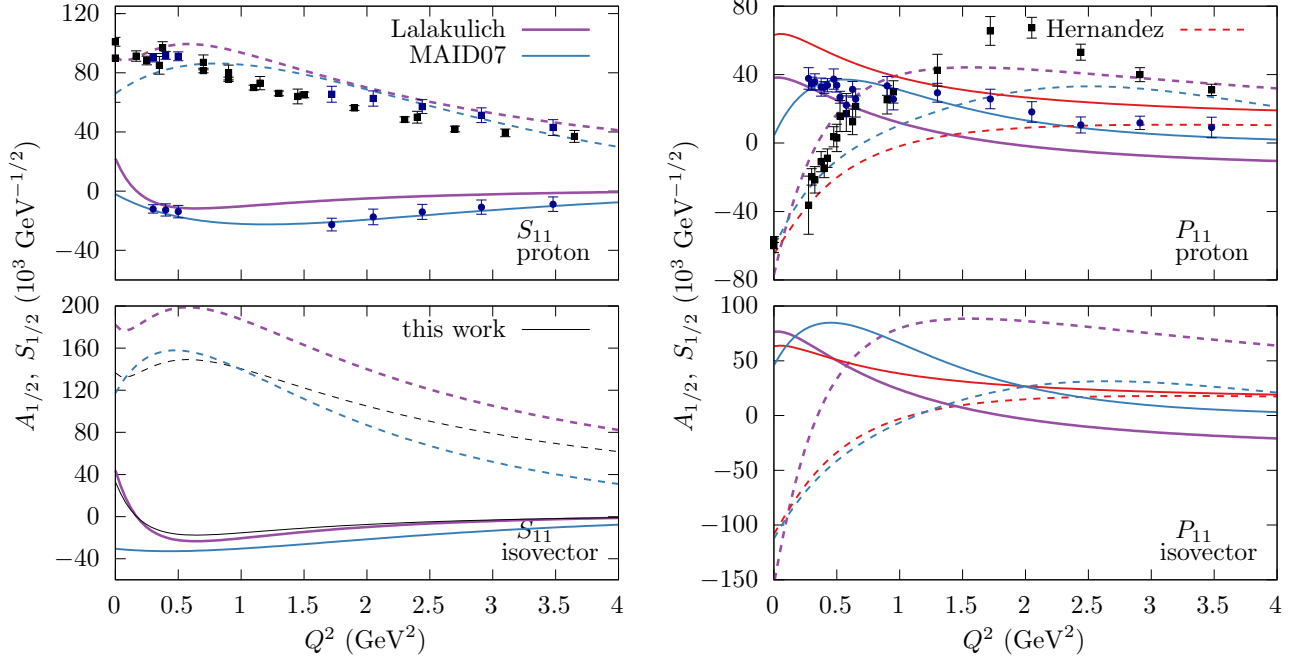 A₁/₂, S₁/₂ (10³ GeV⁻¹/²)
120
80
40
0
−40
Lalakulich
MAID07
S₁₁
proton
80
40
0
−40
−80
A₁/₂, S₁/₂ (10³ GeV⁻¹/²)
Hernandez
P₁₁
proton
200
160
120
80
40
0
−40
this work
S₁₁
isovector
0 0.5 1 1.5 2 2.5 3 3.5 4
Q² (GeV²)
100
50
0
−50
−100
−150
P₁₁
isovector
0 0.5 1 1.5 2 2.5 3 3.5 4
Q² (GeV²)